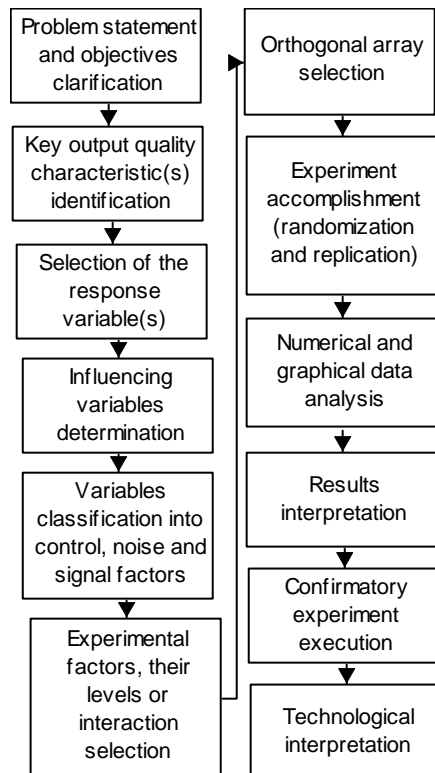 Problem statement
and objectives
clarification
Key output quality
characteristic(s)
identification
Selection of the
response
variable(s)
Influencing
variables
determination
Variables
classification into
control, noise and
signal factors
Experimental
factors, their
levels or
interaction
selection
Orthogonal array
selection
Experiment
accomplishment
(randomization
and replication)
Numerical and
graphical data
analysis
Results
interpretation
Confirmatory
experiment
execution
Technological
interpretation